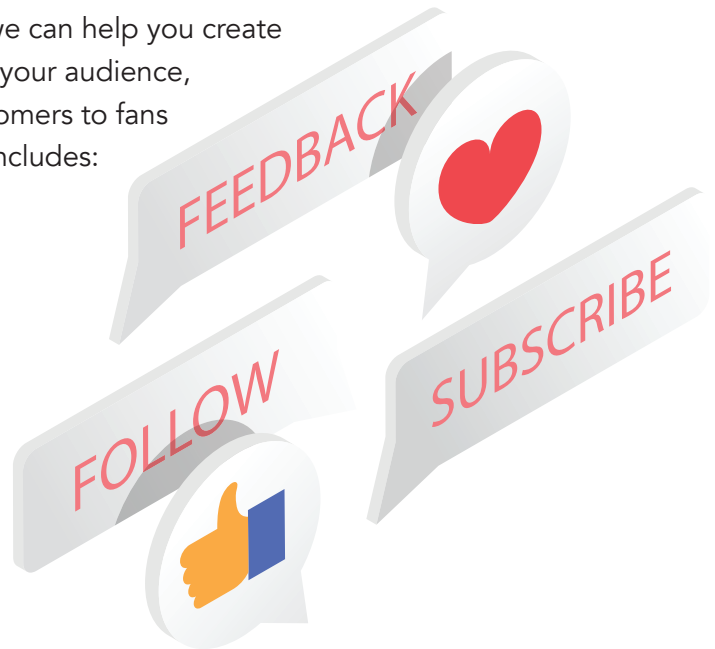 we can help you create
your audience,
omers to fans
ncludes:
FEEDBACK
SUBSCRIBE
FOLLOW